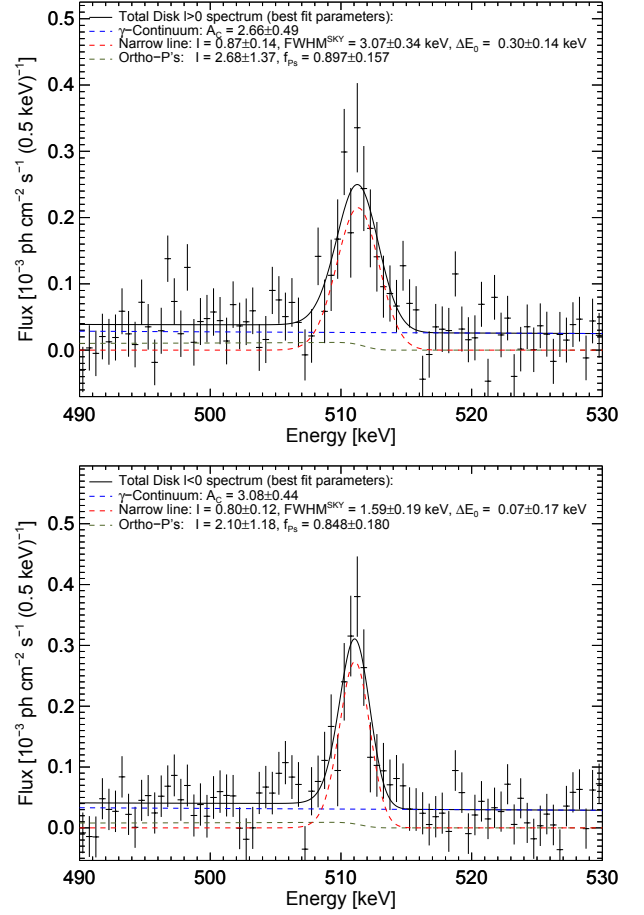 Total Disk l>0 spectrum (best fit parameters):
γ−Continuum: A_C = 2.66±0.49
Narrow line: I = 0.87±0.14, FWHM^SKY = 3.07±0.34 keV, ΔE_0 = 0.30±0.14 keV
Ortho−P's: I = 2.68±1.37, f_Ps = 0.897±0.157
0.5
0.4
0.3
0.2
0.1
0.0
Flux [10^−3 ph cm^−2 s^−1 (0.5 keV)^−1]
490 500 510 520 530
Energy [keV]
Total Disk l<0 spectrum (best fit parameters):
γ−Continuum: A_C = 3.08±0.44
Narrow line: I = 0.80±0.12, FWHM^SKY = 1.59±0.19 keV, ΔE_0 = 0.07±0.17 keV
Ortho−P's: I = 2.10±1.18, f_Ps = 0.848±0.180
0.5
0.4
0.3
0.2
0.1
0.0
Flux [10^−3 ph cm^−2 s^−1 (0.5 keV)^−1]
490 500 510 520 530
Energy [keV]